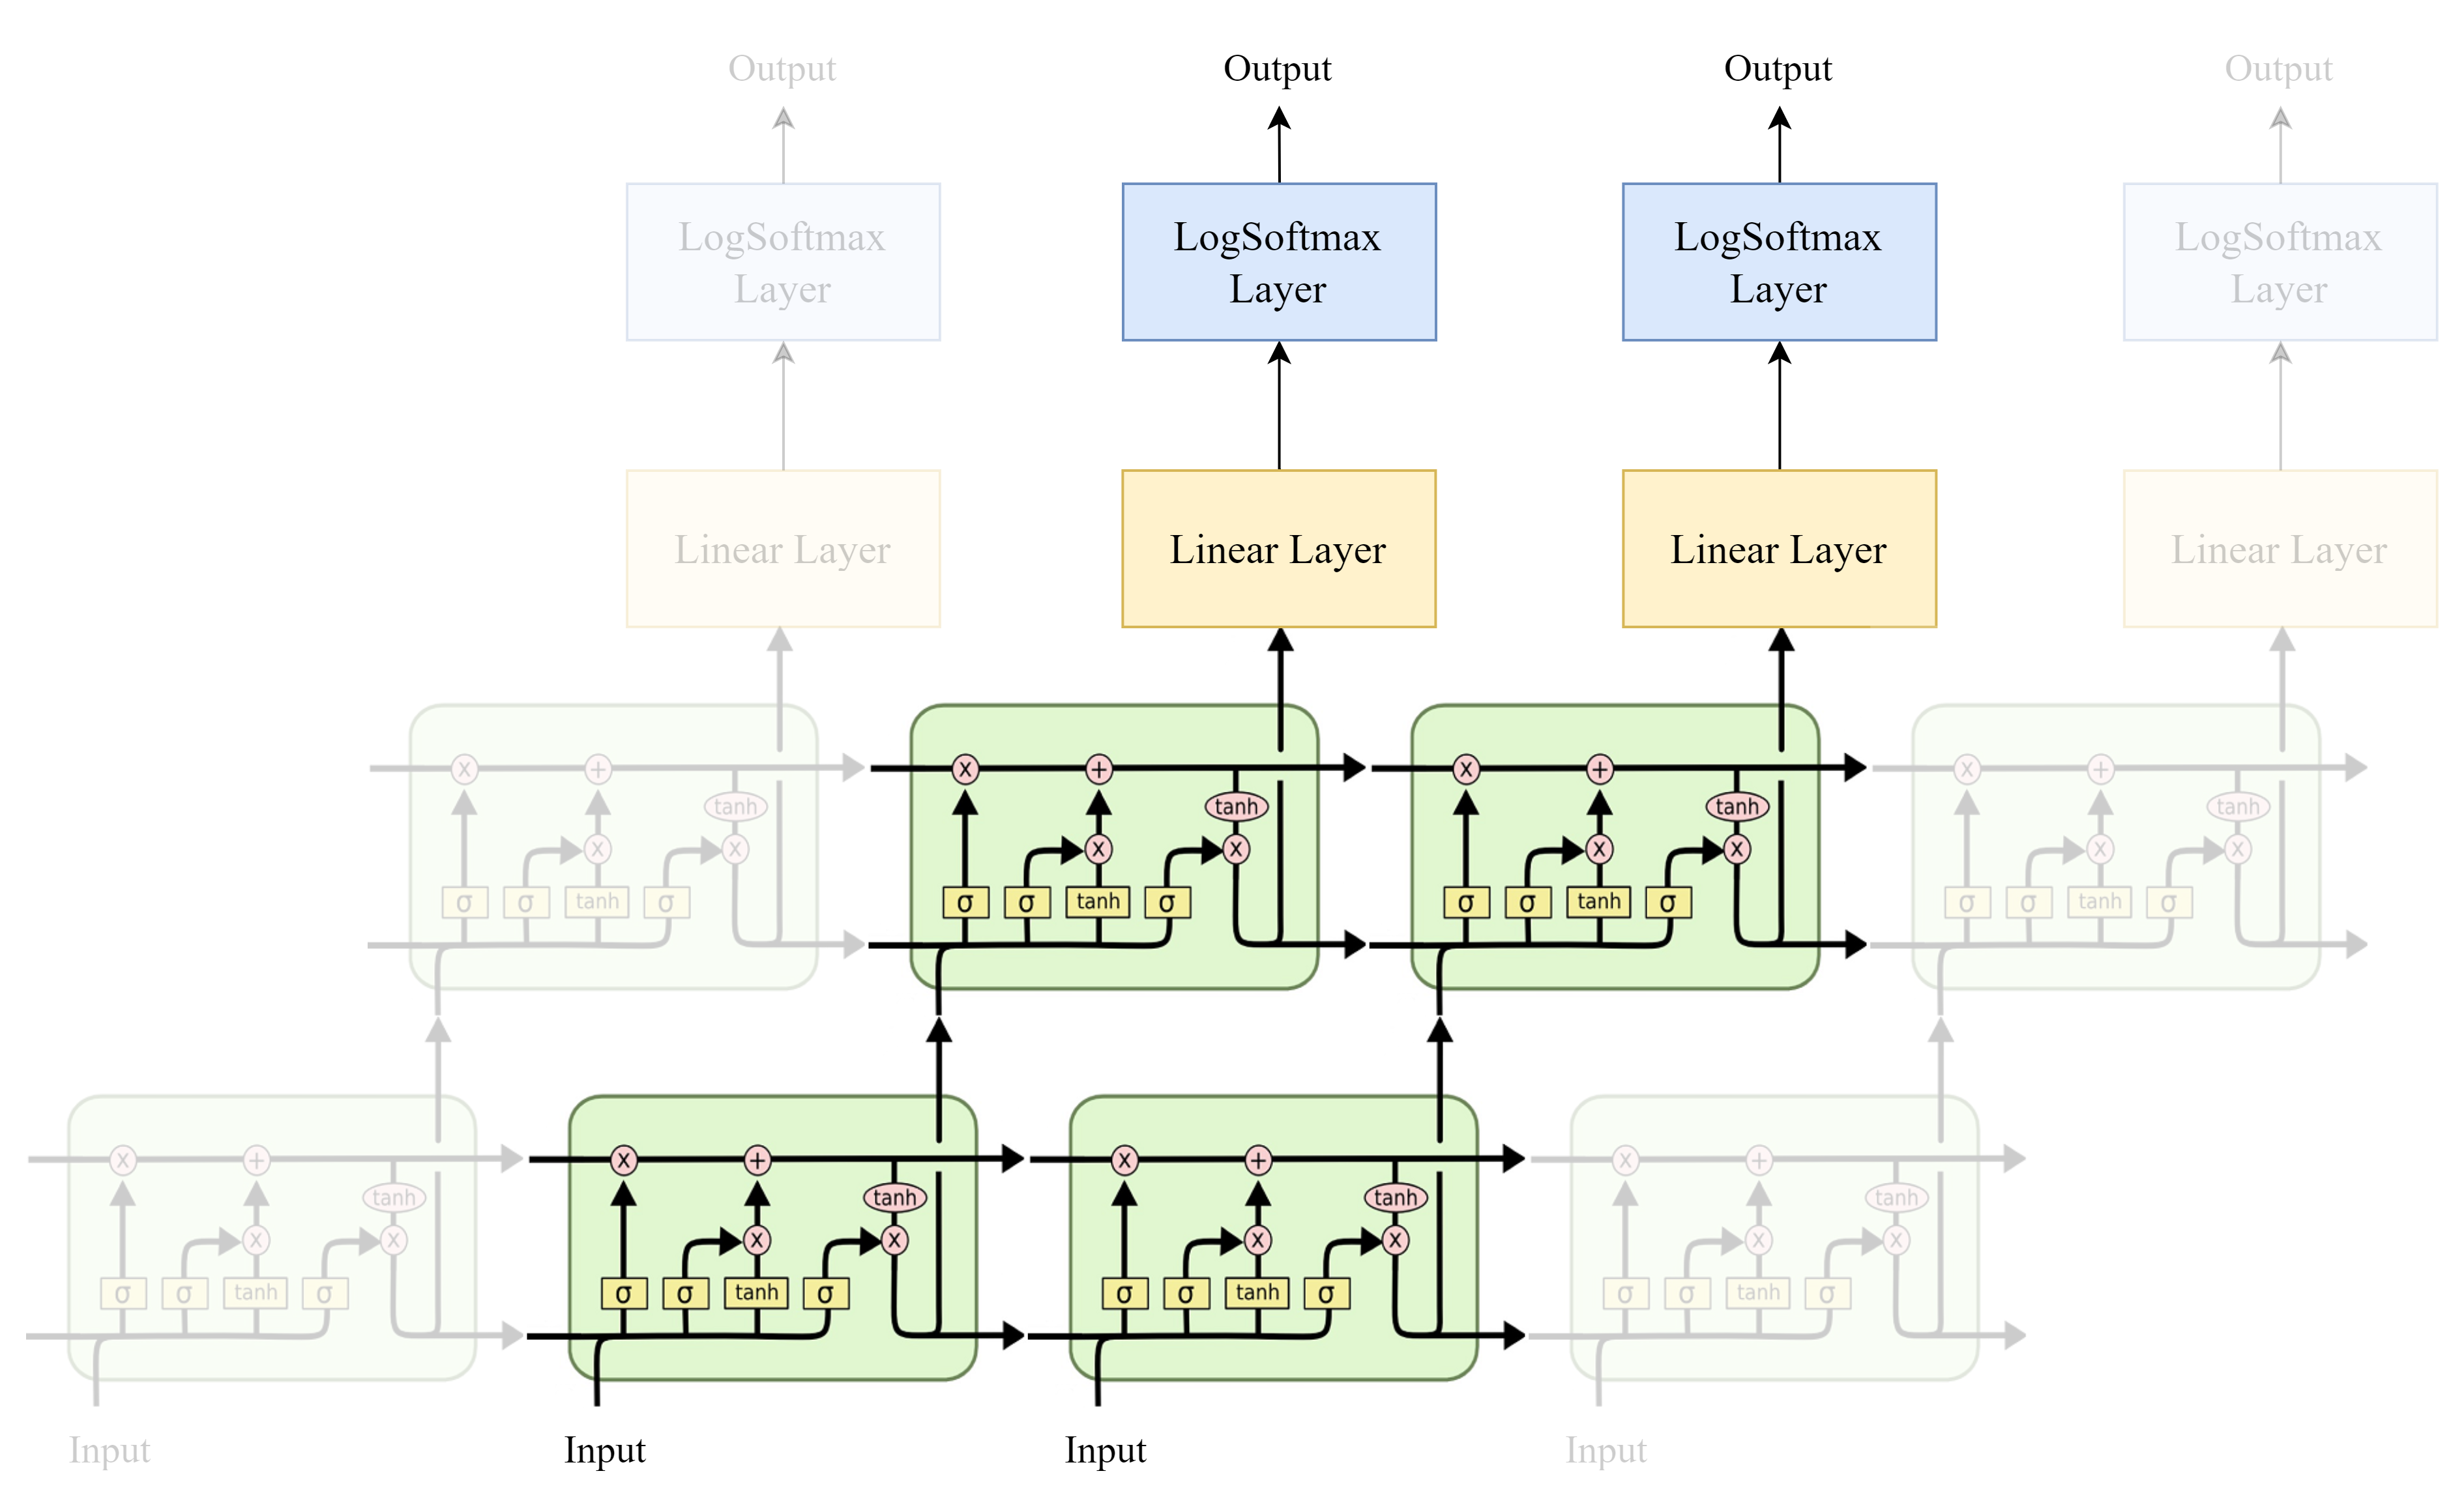 Output Output Output Output
LogSoftmax LogSoftmax LogSoftmax LogSoftmax
Layer Layer Layer Layer
Linear Layer Linear Layer Linear Layer Linear Layer
x + x + x + x +
tanh tanh tanh tanh
x x x x x x x x
σ σ tanh σ σ σ tanh σ σ σ tanh σ σ σ tanh σ
x + x + x + x +
tanh tanh tanh tanh
x x x x x x x x
σ σ tanh σ σ σ tanh σ σ σ tanh σ σ σ tanh σ
Input Input Input Input